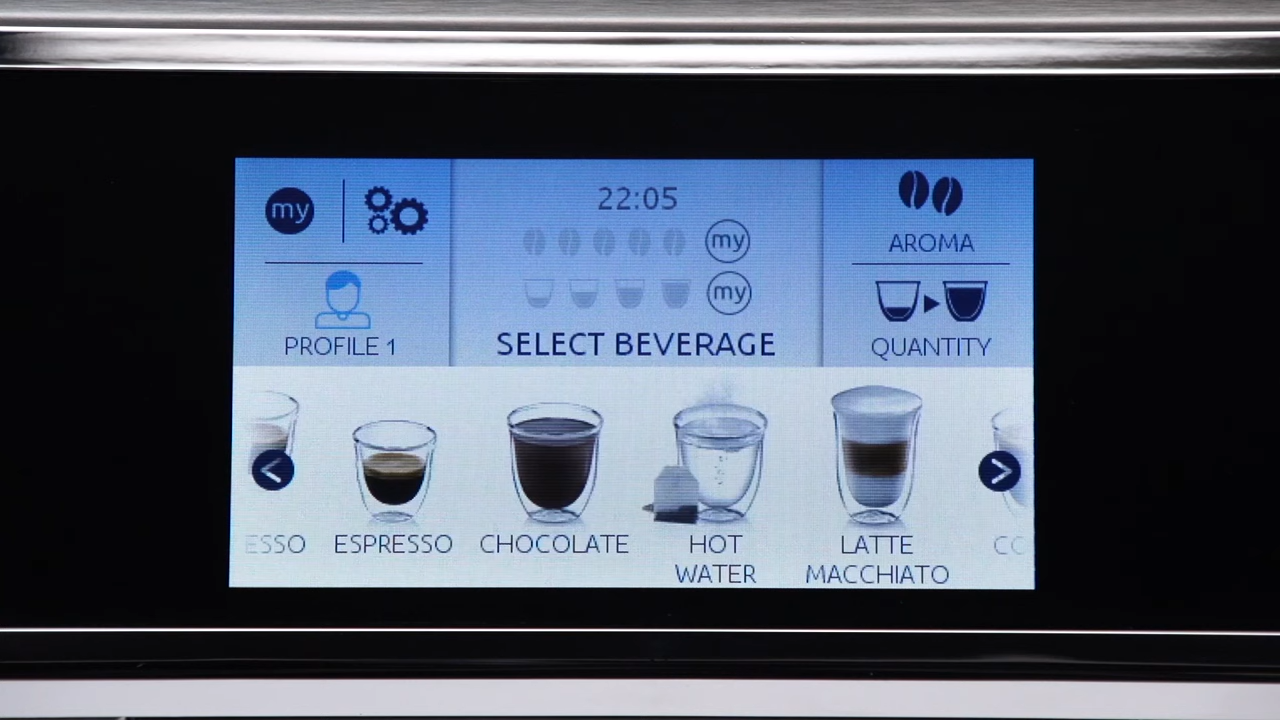 my
22:05
AROMA
my
my
PROFILE 1
SELECT BEVERAGE
QUANTITY
ESSO
ESPRESSO
CHOCOLATE
HOT
WATER
LATTE
MACCHIATO